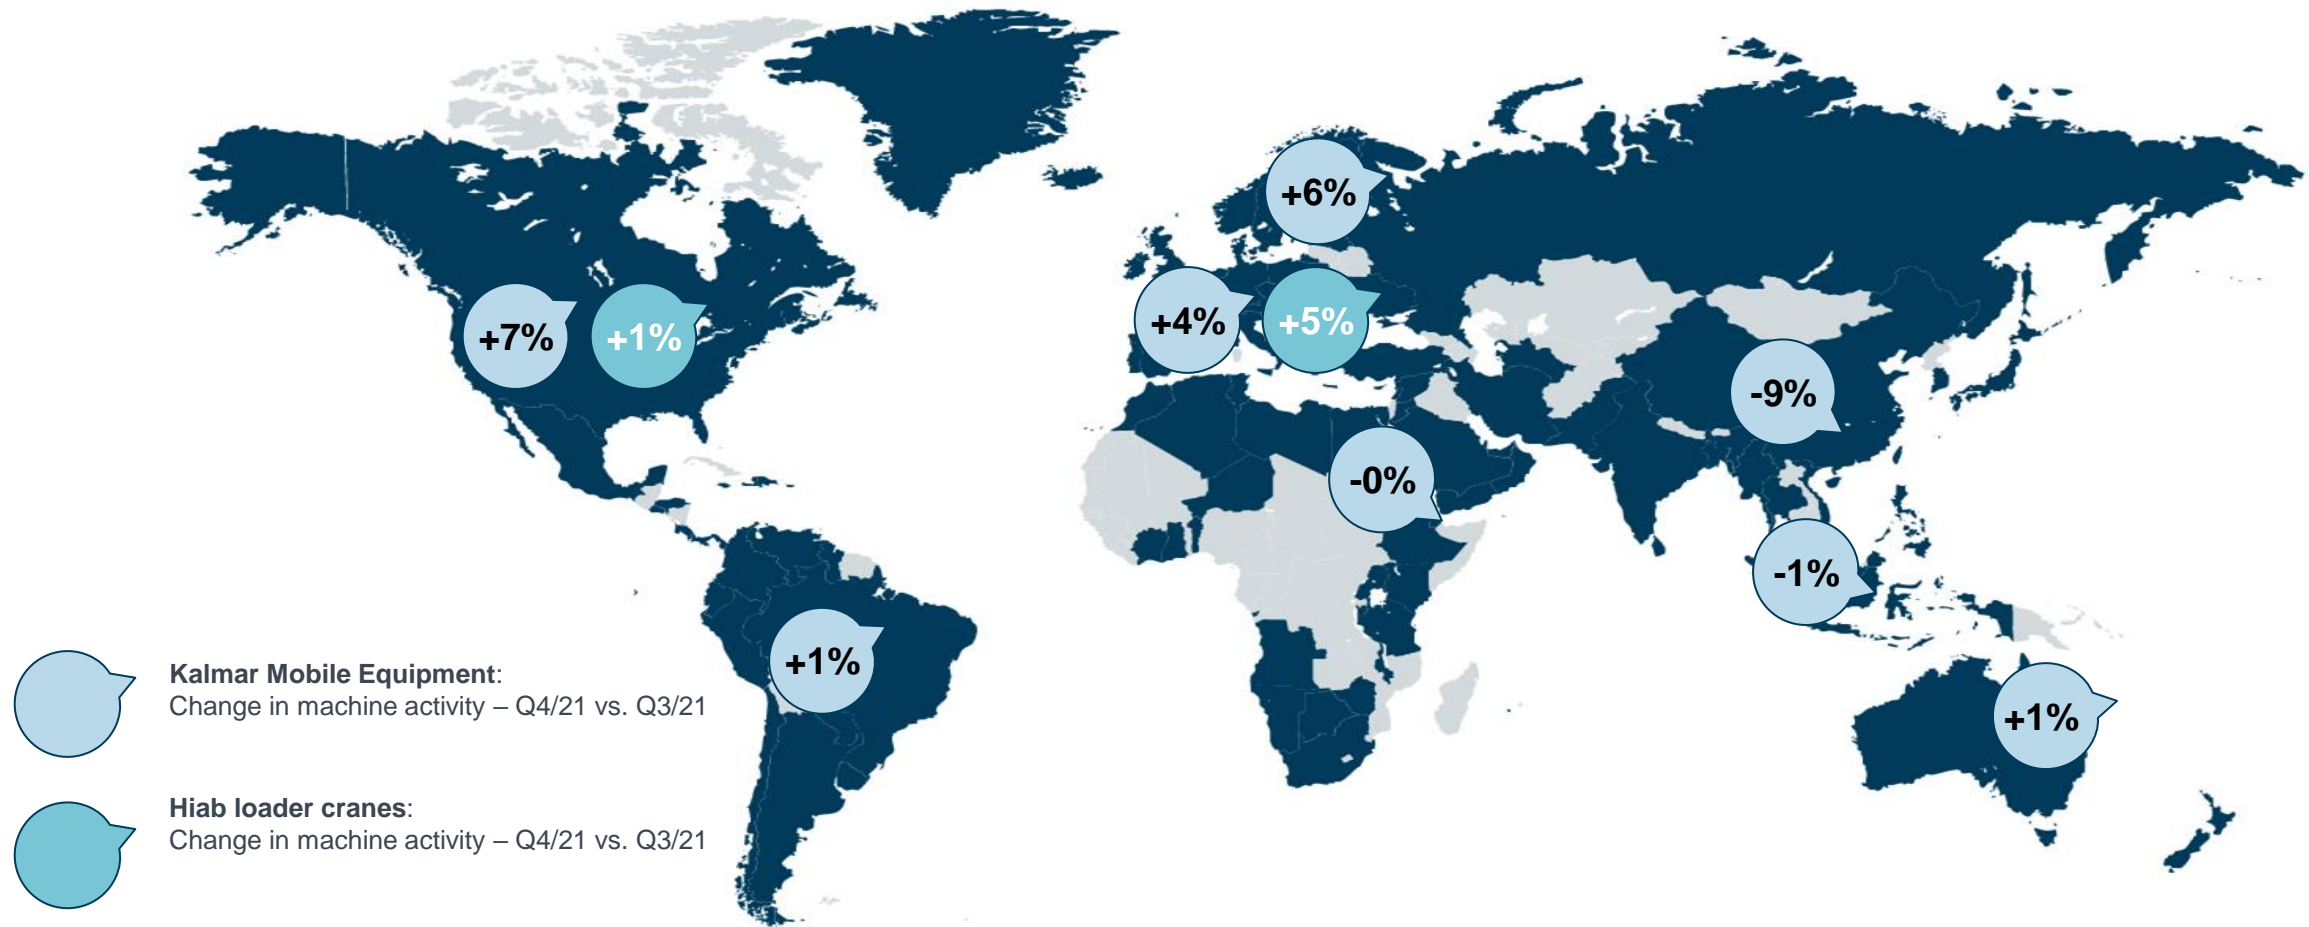 +6%
+4%
+5%
+7%
+1%
-9%
-0%
-1%
+1%
+1%
Kalmar Mobile Equipment:
Change in machine activity – Q4/21 vs. Q3/21
Hiab loader cranes:
Change in machine activity – Q4/21 vs. Q3/21